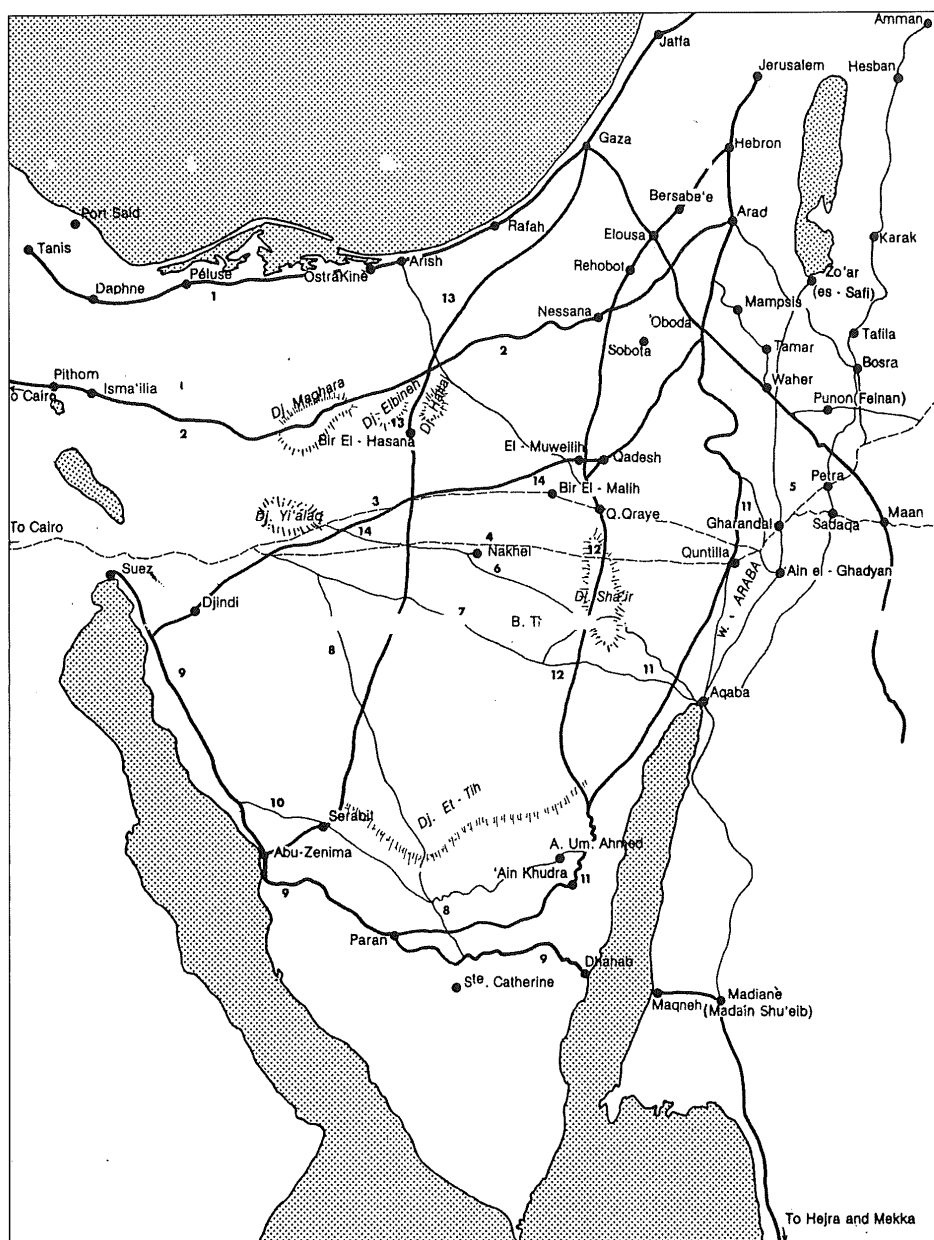 Amman
Jaffa
Jerusalem
Hesban
Gaza
Hebron
Bersabe'e
Port Said
Rafah
Elousa
Arad
Karak
Tanis
Arish
Rehobot
Péluse
OstraKinè
Zo'ar
(es - Safi)
Daphne
1
13
Nessana
'Oboda
Mampsis
Tafila
2
Sobota
Tamar
Bosra
Pithom
Isma'ilia
To Cairo
Dj. Maghara
Dj. Elbineh
Dj. Halal
Waher
Punon (Feinan)
2
13
Bir El - Hasana
El - Muweilih
Qadesh
14
Bir El - Malih
Petra
5
3
11
Dj. Yi'alaq
Q.Qraye
Gharandal
Sadaqa
Maan
To Cairo
14
4
Nakhel
12
Quntilla
Suez
6
'Ain el - Ghadyan
Djindi
7
B. Ti
Dj. Sha'ir
W. ARABA
8
12
11
9
Aqaba
10
Dj. Et - Tih
Serabil
A. Um. Ahmed
Abu-Zenima
'Ain Khudra
11
9
8
Paran
9
Dhahab
Ste. Catherine
Maqneh
Madianè
(Madain Shu'eib)
To Hejra and Mekka